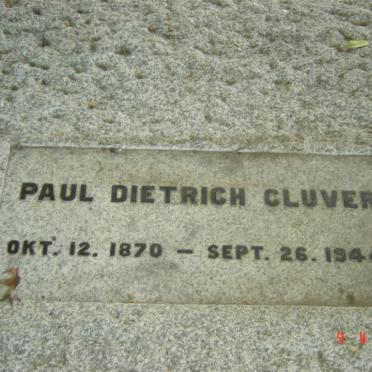 PAUL DIETRICH CLUVER
OKT. 12. 1870 — SEPT. 26. 194